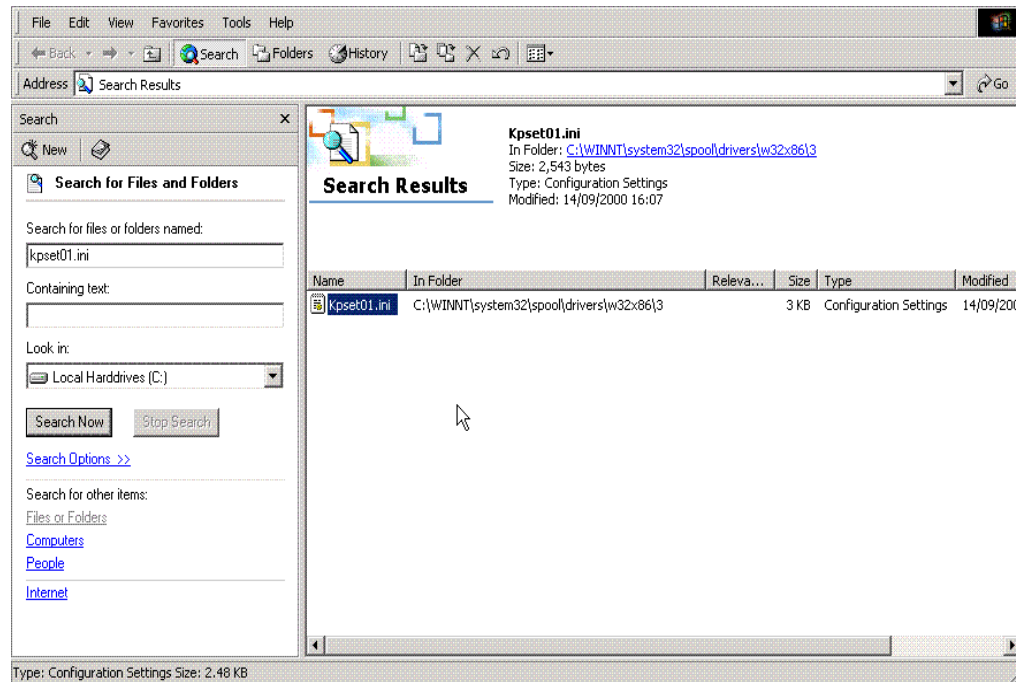 File Edit View Favorites Tools Help
Back Search Folders History
Address Search Results Go
Search x
New
Search for Files and Folders
Search for files or folders named:
kpset01.ini
Containing text:
Look in:
Local Harddrives (C:)
Search Now Stop Search
Search Options >>
Search for other items:
Files or Folders
Computers
People
Internet
Search Results
Kpset01.ini
In Folder: C:\WINNT\system32\spool\drivers\w32x86\3
Size: 2,543 bytes
Type: Configuration Settings
Modified: 14/09/2000 16:07
Name In Folder Releva... Size Type Modified
Kpset01.ini C:\WINNT\system32\spool\drivers\w32x86\3 3 KB Configuration Settings 14/09/200
Type: Configuration Settings Size: 2.48 KB